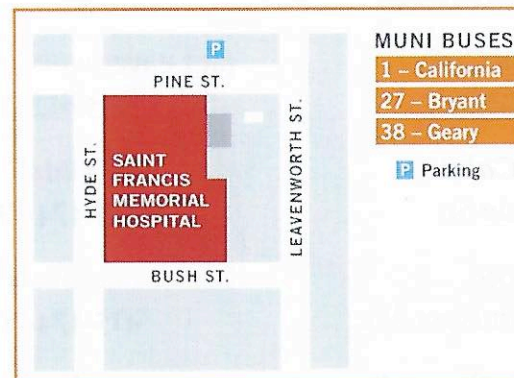 P
PINE ST.
HYDE ST.
SAINT
FRANCIS
MEMORIAL
HOSPITAL
LEAVENWORTH ST.
BUSH ST.
MUNI BUSES
1 – California
27 – Bryant
38 – Geary
P Parking